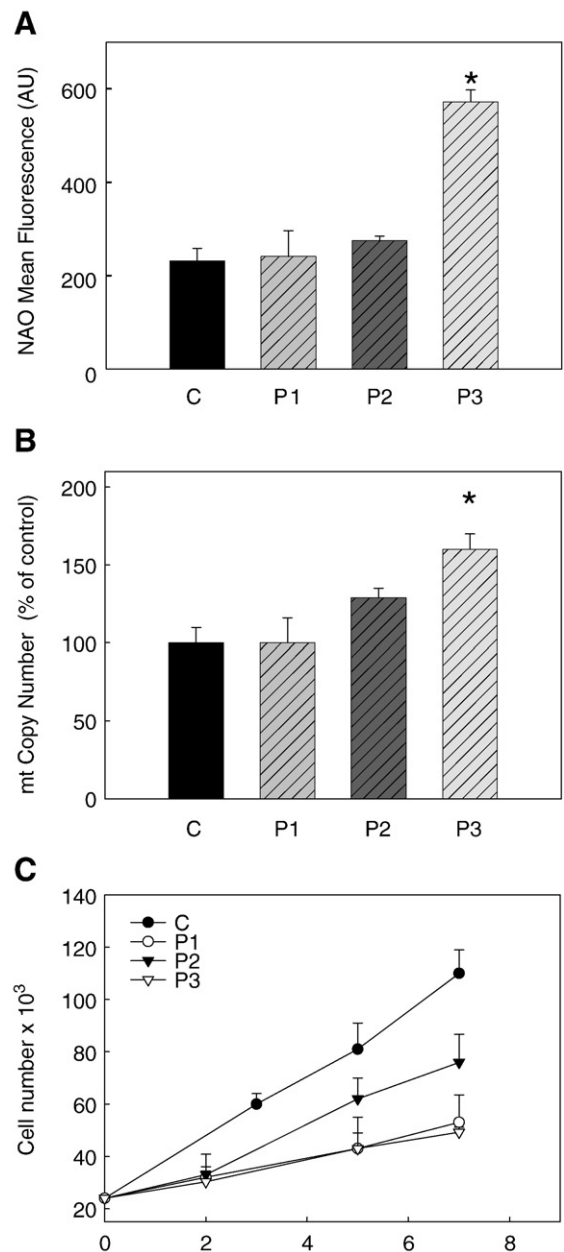 A
NAO Mean Fluorescence (AU)
600
400
200
0
*
C P1 P2 P3
B
mt Copy Number (% of control)
200
150
100
50
0
*
C P1 P2 P3
C
Cell number x 10³
140
120
100
80
60
40
20
C
P1
P2
P3
0 2 4 6 8